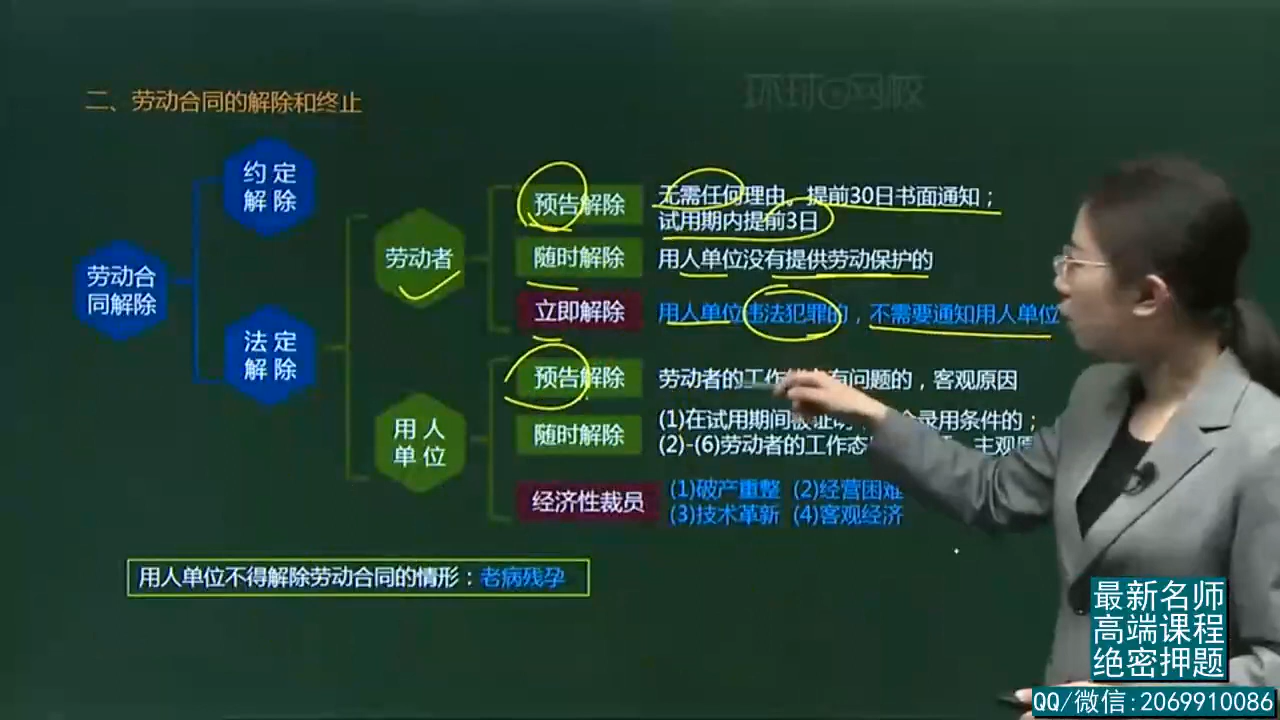 环球网校
二、劳动合同的解除和终止
劳动合
同解除
约定
解除
法定
解除
劳动者
预告解除
无需任何理由。提前30日书面通知；
试用期内提前3日
随时解除
用人单位没有提供劳动保护的
立即解除
用人单位违法犯罪的，不需要通知用人单位
用人
单位
预告解除
劳动者的工作 有问题的，客观原因
随时解除
(1)在试用期间被证明 录用条件的；
(2)-(6)劳动者的工作态 主观原
经济性裁员
(1)破产重整 (2)经营困难
(3)技术革新 (4)客观经济
用人单位不得解除劳动合同的情形：老病残孕
最新名师
高端课程
绝密押题
QQ/微信:2069910086